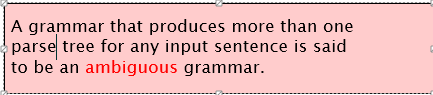 A grammar that produces more than one
parse tree for any input sentence is said
to be an ambiguous grammar.